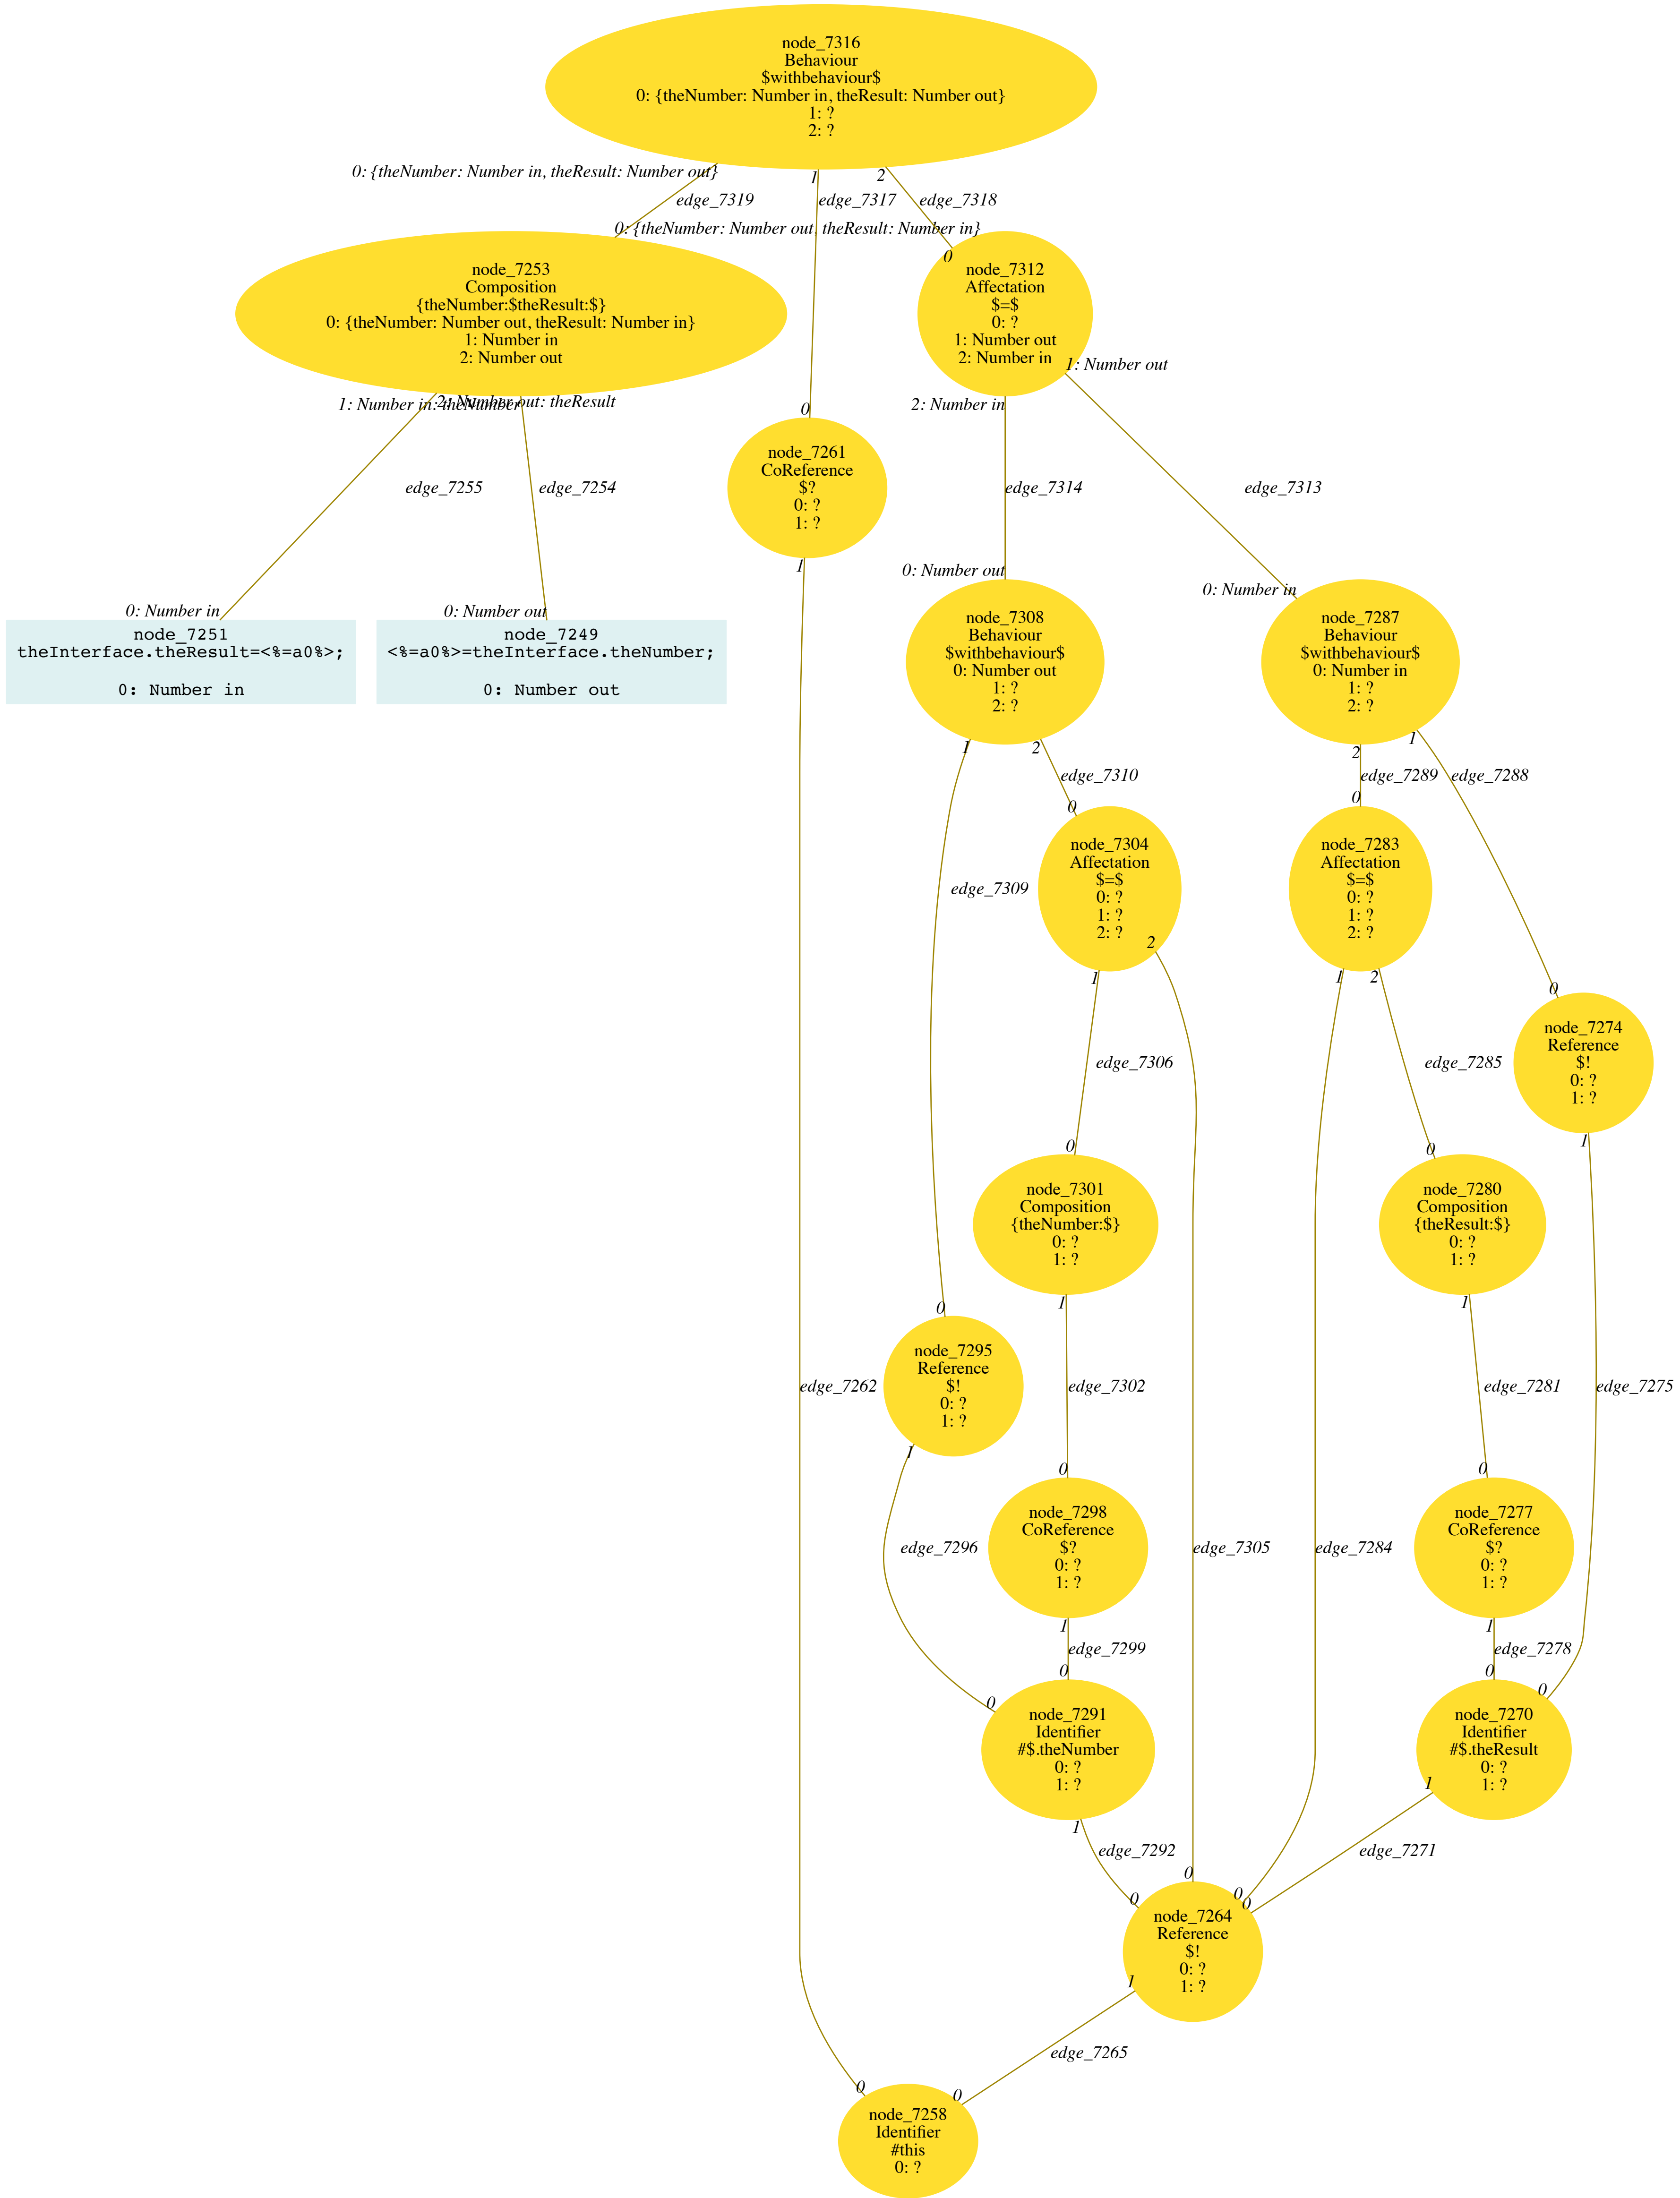 node_7316
Behaviour
$withbehaviour$
0: {theNumber: Number in, theResult: Number out}
1: ?
2: ?
0: {theNumber: Number in, theResult: Number out}
1
2
edge_7319
edge_7317
edge_7318
0: {theNumber: Number out, theResult: Number in}
0
node_7253
Composition
{theNumber:$theResult:$}
0: {theNumber: Number out, theResult: Number in}
1: Number in
2: Number out
node_7312
Affectation
$=$
0: ?
1: Number out
2: Number in
1: Number out
1: Number in: theNumber
2: Number out: theResult
0
2: Number in
node_7261
CoReference
$?
0: ?
1: ?
edge_7255
edge_7254
edge_7314
edge_7313
1
0: Number out
0: Number in
0: Number in
0: Number out
node_7251
theInterface.theResult=<%=a0%>;
0: Number in
node_7249
<%=a0%>=theInterface.theNumber;
0: Number out
node_7308
Behaviour
$withbehaviour$
0: Number out
1: ?
2: ?
node_7287
Behaviour
$withbehaviour$
0: Number in
1: ?
2: ?
1
2
2
1
edge_7310
edge_7289
edge_7288
0
0
node_7304
Affectation
$=$
0: ?
1: ?
2: ?
node_7283
Affectation
$=$
0: ?
1: ?
2: ?
edge_7309
2
1
1
2
0
node_7274
Reference
$!
0: ?
1: ?
edge_7306
edge_7285
1
0
0
node_7301
Composition
{theNumber:$}
0: ?
1: ?
node_7280
Composition
{theResult:$}
0: ?
1: ?
1
1
0
node_7295
Reference
$!
0: ?
1: ?
edge_7262
edge_7302
edge_7281
edge_7275
1
0
0
node_7298
CoReference
$?
0: ?
1: ?
node_7277
CoReference
$?
0: ?
1: ?
edge_7296
edge_7305
edge_7284
1
1
edge_7299
edge_7278
0
0
0
0
node_7291
Identifier
#$.theNumber
0: ?
1: ?
node_7270
Identifier
#$.theResult
0: ?
1: ?
1
1
edge_7292
edge_7271
0
0
0
0
node_7264
Reference
$!
0: ?
1: ?
1
edge_7265
0
0
node_7258
Identifier
#this
0: ?